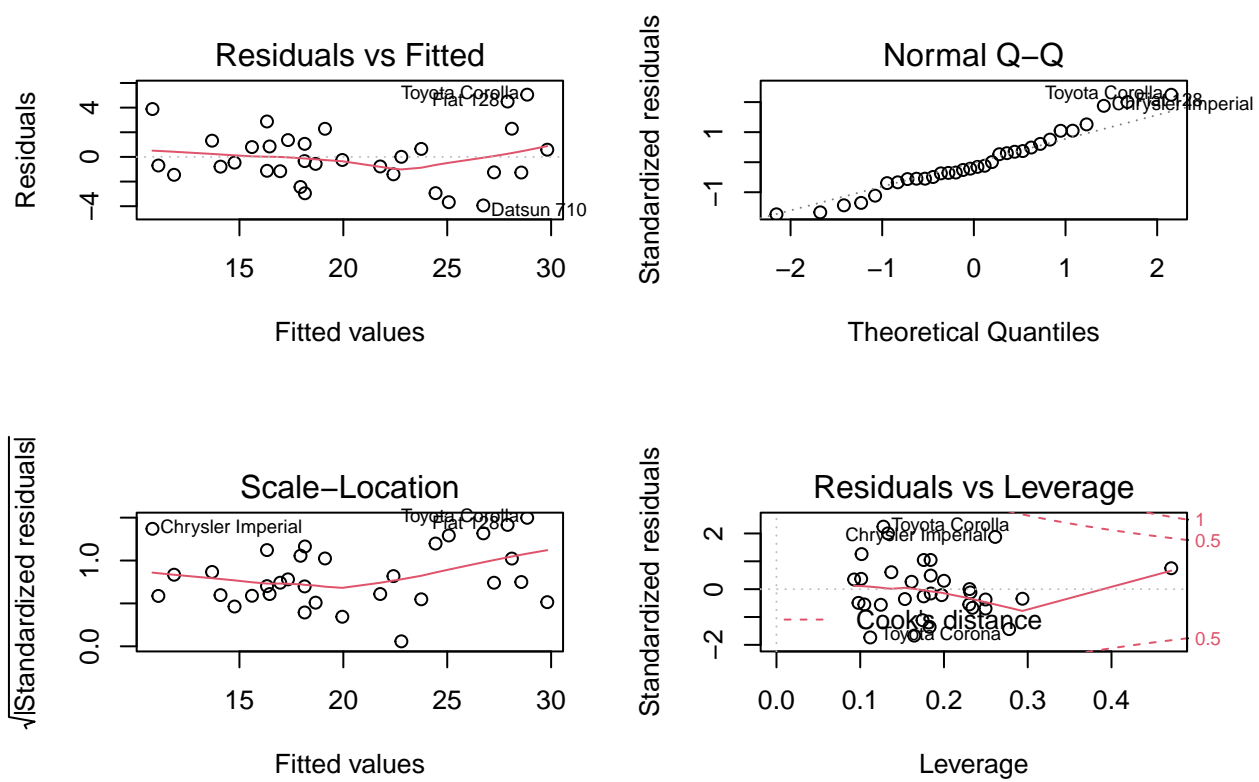 Residuals vs Fitted
Residuals
4
0
−4
Toyota Corolla
Fiat 128
Datsun 710
15 20 25 30
Fitted values
Normal Q−Q
Standardized residuals
1
−1
Toyota Corolla
Fiat 128
Chrysler Imperial
−2 −1 0 1 2
Theoretical Quantiles
Scale−Location
√|Standardized residuals|
1.0
0.0
Chrysler Imperial
Toyota Corolla
Fiat 128
15 20 25 30
Fitted values
Residuals vs Leverage
Standardized residuals
2
0
−2
Toyota Corolla
Chrysler Imperial
Cook's distance
Toyota Corona
1
0.5
0.5
0.0 0.1 0.2 0.3 0.4
Leverage